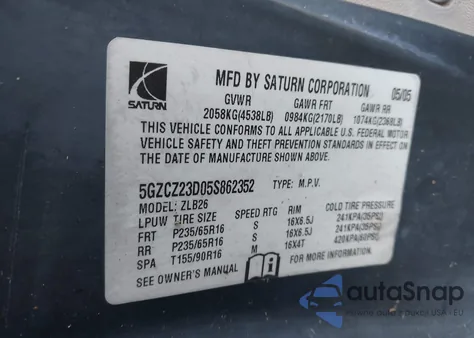 SATURN
MFD BY SATURN CORPORATION 05/05
GVWR GAWR FRT GAWR RR
2058KG(4538LB) 0984KG(2170LB) 1074KG(2368LB)
THIS VEHICLE CONFORMS TO ALL APPLICABLE U.S. FEDERAL MOTOR
VEHICLE SAFETY AND THEFT PREVENTION STANDARDS IN EFFECT ON THE
DATE OF MANUFACTURE SHOWN ABOVE.
5GZCZ23D05S862352 TYPE: M.P.V.
MODEL: ZLB26
LPUW TIRE SIZE SPEED RTG RIM COLD TIRE PRESSURE
FRT P235/65R16 S 16X6.5J 241KPA(35PSI)
RR P235/65R16 S 16X6.5J 241KPA(35PSI)
SPA T155/90R16 M 16X4T 420KPA(60PSI)
SEE OWNER'S MANUAL FOR ADDITIONAL INFORMATION.
autoSnap